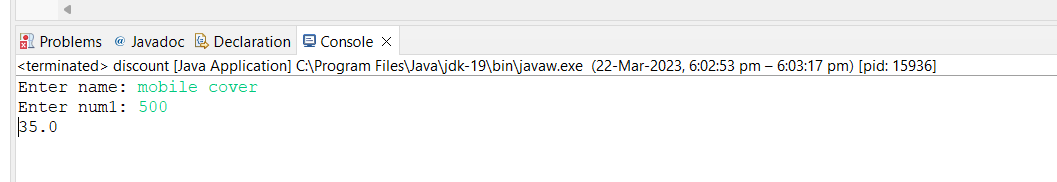 Problems @ Javadoc Declaration Console
<terminated> discount [Java Application] C:\Program Files\Java\jdk-19\bin\javaw.exe (22-Mar-2023, 6:02:53 pm – 6:03:17 pm) [pid: 15936]
Enter name: mobile cover
Enter num1: 500
35.0